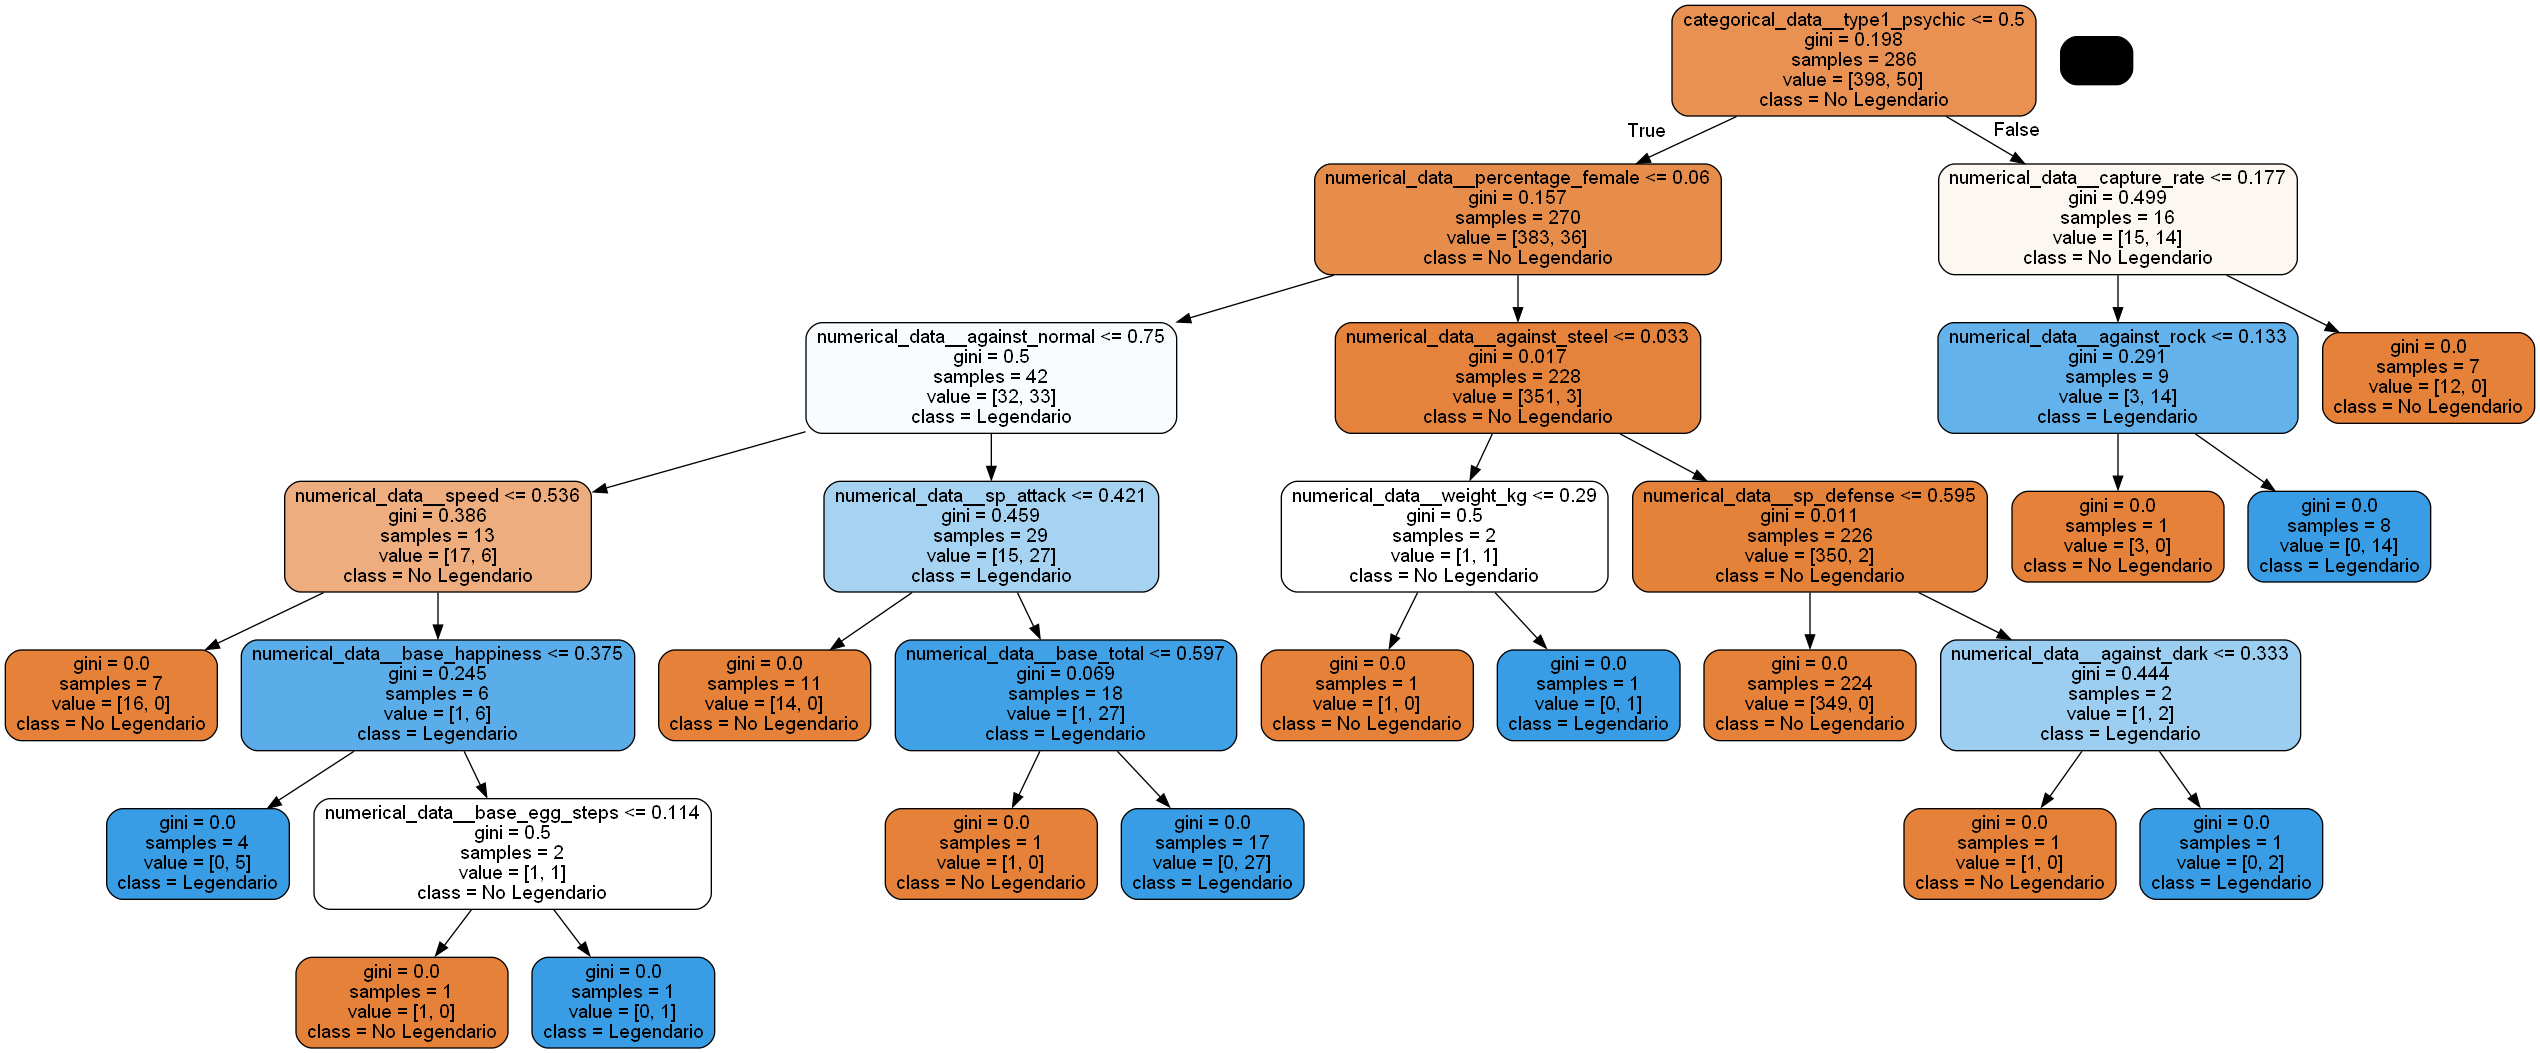 categorical_data__type1_psychic <= 0.5
gini = 0.198
samples = 286
value = [398, 50]
class = No Legendario
True
False
numerical_data__percentage_female <= 0.06
gini = 0.157
samples = 270
value = [383, 36]
class = No Legendario
numerical_data__capture_rate <= 0.177
gini = 0.499
samples = 16
value = [15, 14]
class = No Legendario
numerical_data__against_normal <= 0.75
gini = 0.5
samples = 42
value = [32, 33]
class = Legendario
numerical_data__against_steel <= 0.033
gini = 0.017
samples = 228
value = [351, 3]
class = No Legendario
numerical_data__against_rock <= 0.133
gini = 0.291
samples = 9
value = [3, 14]
class = Legendario
gini = 0.0
samples = 7
value = [12, 0]
class = No Legendario
numerical_data__speed <= 0.536
gini = 0.386
samples = 13
value = [17, 6]
class = No Legendario
numerical_data__sp_attack <= 0.421
gini = 0.459
samples = 29
value = [15, 27]
class = Legendario
numerical_data__weight_kg <= 0.29
gini = 0.5
samples = 2
value = [1, 1]
class = No Legendario
numerical_data__sp_defense <= 0.595
gini = 0.011
samples = 226
value = [350, 2]
class = No Legendario
gini = 0.0
samples = 1
value = [3, 0]
class = No Legendario
gini = 0.0
samples = 8
value = [0, 14]
class = Legendario
gini = 0.0
samples = 7
value = [16, 0]
class = No Legendario
numerical_data__base_happiness <= 0.375
gini = 0.245
samples = 6
value = [1, 6]
class = Legendario
gini = 0.0
samples = 11
value = [14, 0]
class = No Legendario
numerical_data__base_total <= 0.597
gini = 0.069
samples = 18
value = [1, 27]
class = Legendario
gini = 0.0
samples = 1
value = [1, 0]
class = No Legendario
gini = 0.0
samples = 1
value = [0, 1]
class = Legendario
gini = 0.0
samples = 224
value = [349, 0]
class = No Legendario
numerical_data__against_dark <= 0.333
gini = 0.444
samples = 2
value = [1, 2]
class = Legendario
gini = 0.0
samples = 4
value = [0, 5]
class = Legendario
numerical_data__base_egg_steps <= 0.114
gini = 0.5
samples = 2
value = [1, 1]
class = No Legendario
gini = 0.0
samples = 1
value = [1, 0]
class = No Legendario
gini = 0.0
samples = 17
value = [0, 27]
class = Legendario
gini = 0.0
samples = 1
value = [1, 0]
class = No Legendario
gini = 0.0
samples = 1
value = [0, 2]
class = Legendario
gini = 0.0
samples = 1
value = [1, 0]
class = No Legendario
gini = 0.0
samples = 1
value = [0, 1]
class = Legendario